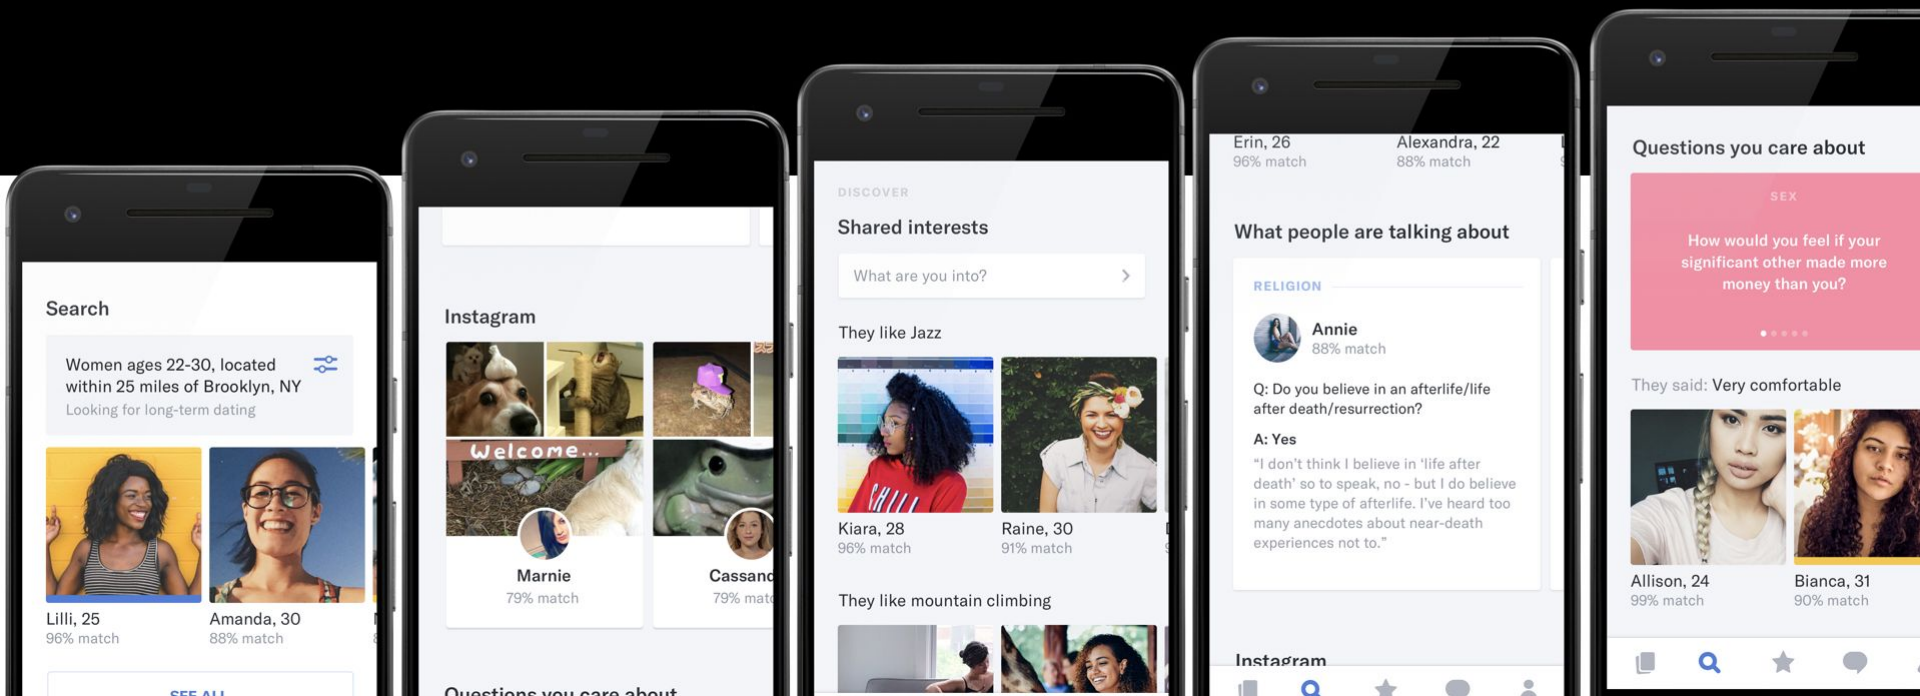 Search
Women ages 22-30, located
within 25 miles of Brooklyn, NY
Looking for long-term dating
Lilli, 25
96% match
Amanda, 30
88% match
SEE ALL
Instagram
Welcome...
Marnie
79% match
Cassand
79% mat
Questions you care about
DISCOVER
Shared interests
What are you into?
They like Jazz
CHILL
Kiara, 28
96% match
Raine, 30
91% match
They like mountain climbing
Erin, 26
96% match
Alexandra, 22
88% match
What people are talking about
RELIGION
Annie
88% match
Q: Do you believe in an afterlife/life
after death/resurrection?
A: Yes
“I don’t think I believe in ‘life after
death’ so to speak, no - but I do believe
in some type of afterlife. I’ve heard too
many anecdotes about near-death
experiences not to.”
Instagram
Questions you care about
SEX
How would you feel if your
significant other made more
money than you?
They said: Very comfortable
Allison, 24
99% match
Bianca, 31
90% match